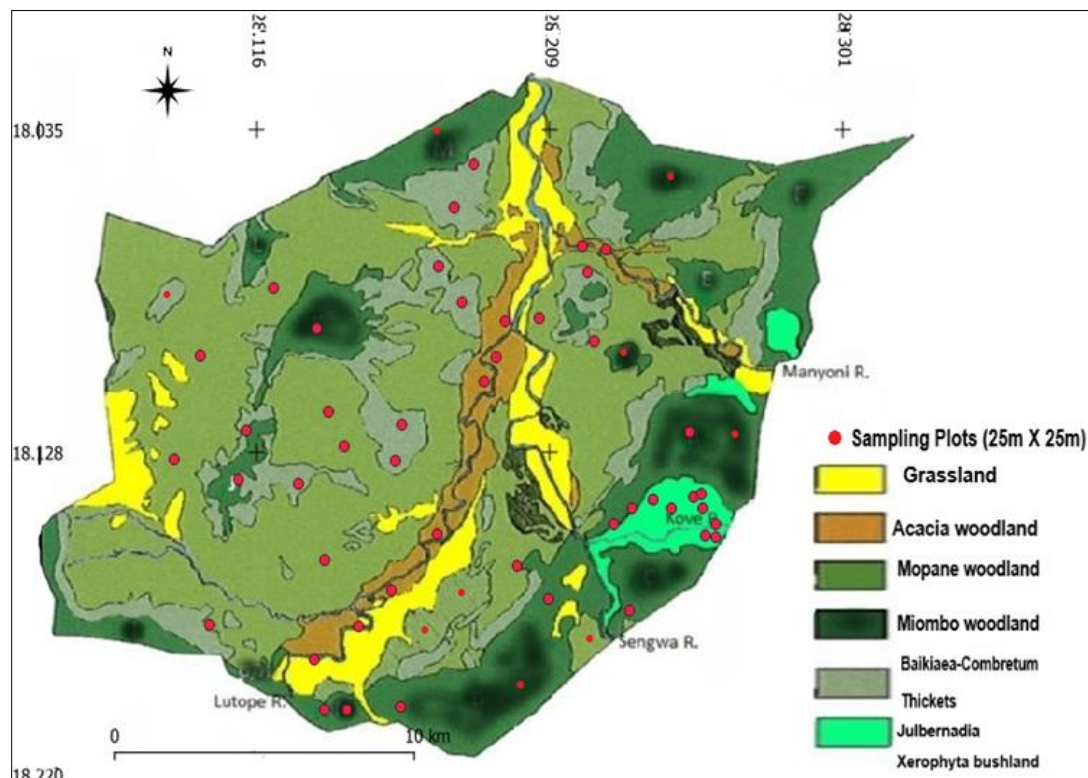 28.116
26.209
28.301
N
18.035
M
F
E
Manyoni R.
18.128
Sampling Plots (25m X 25m)
Grassland
Kove
Acacia woodland
Mopane woodland
C
Miombo woodland
Sengwa R.
Baikiaea-Combretum
Thickets
Lutope R.
Julbernadia
Xerophyta bushland
0
10 km
18.220